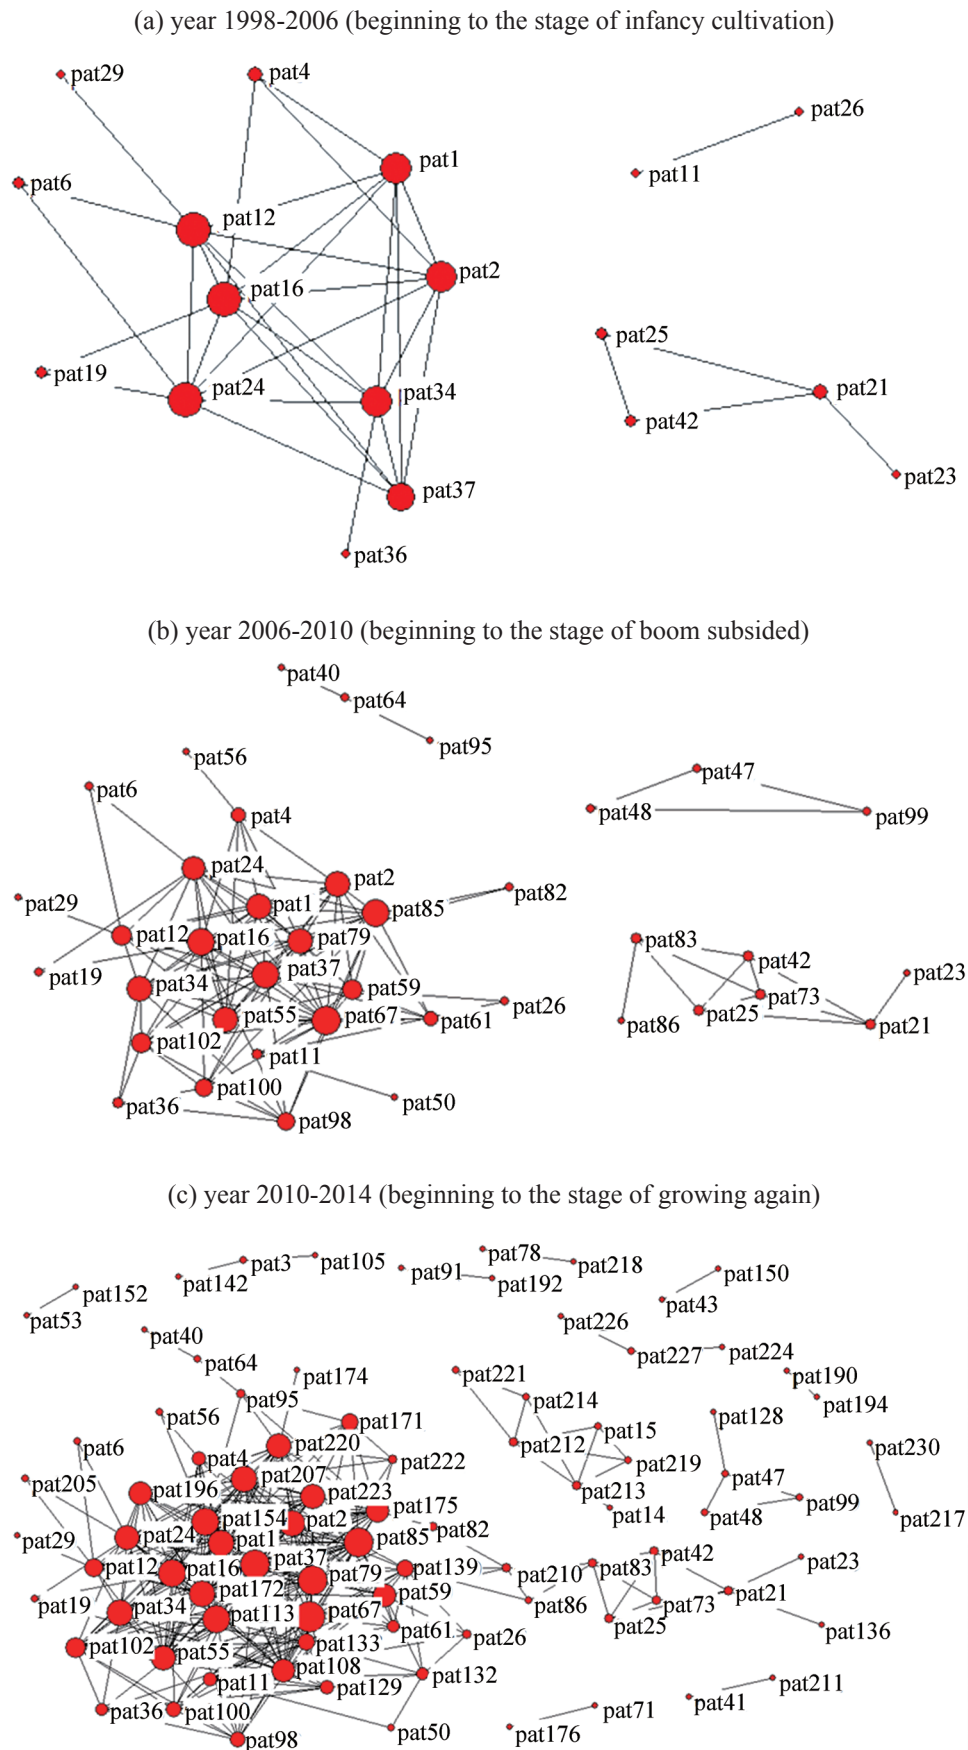 (a) year 1998-2006 (beginning to the stage of infancy cultivation)
pat29
pat4
pat26
pat1
pat11
pat6
pat12
pat2
pat16
pat25
pat19
pat24
pat34
pat21
pat42
pat37
pat23
pat36
(b) year 2006-2010 (beginning to the stage of boom subsided)
pat40
pat64
pat95
pat56
pat47
pat6
pat4
pat48
pat99
pat24
pat2
pat82
pat29
pat1
pat85
pat12
pat16
pat79
pat83
pat42
pat19
pat37
pat23
pat34
pat59
pat73
pat26
pat55
pat67
pat61
pat25
pat86
pat21
pat102
pat11
pat100
pat36
pat50
pat98
(c) year 2010-2014 (beginning to the stage of growing again)
pat3
pat105
pat78
pat218
pat142
pat91
pat192
pat150
pat152
pat43
pat53
pat226
pat40
pat227
pat224
pat64
pat174
pat221
pat190
pat95
pat214
pat194
pat56
pat171
pat128
pat15
pat6
pat220
pat212
pat230
pat4
pat222
pat219
pat205
pat207
pat47
pat196
pat223
pat213
pat175
pat99
pat14
pat48
pat217
pat154
pat2
pat29
pat24
pat1
pat85
pat82
pat42
pat12
pat16
pat37
pat139
pat83
pat23
pat79
pat210
pat172
pat59
pat21
pat19
pat34
pat113
pat67
pat86
pat73
pat25
pat61
pat26
pat136
pat102
pat55
pat133
pat108
pat132
pat11
pat129
pat211
pat41
pat36
pat100
pat71
pat50
pat176
pat98